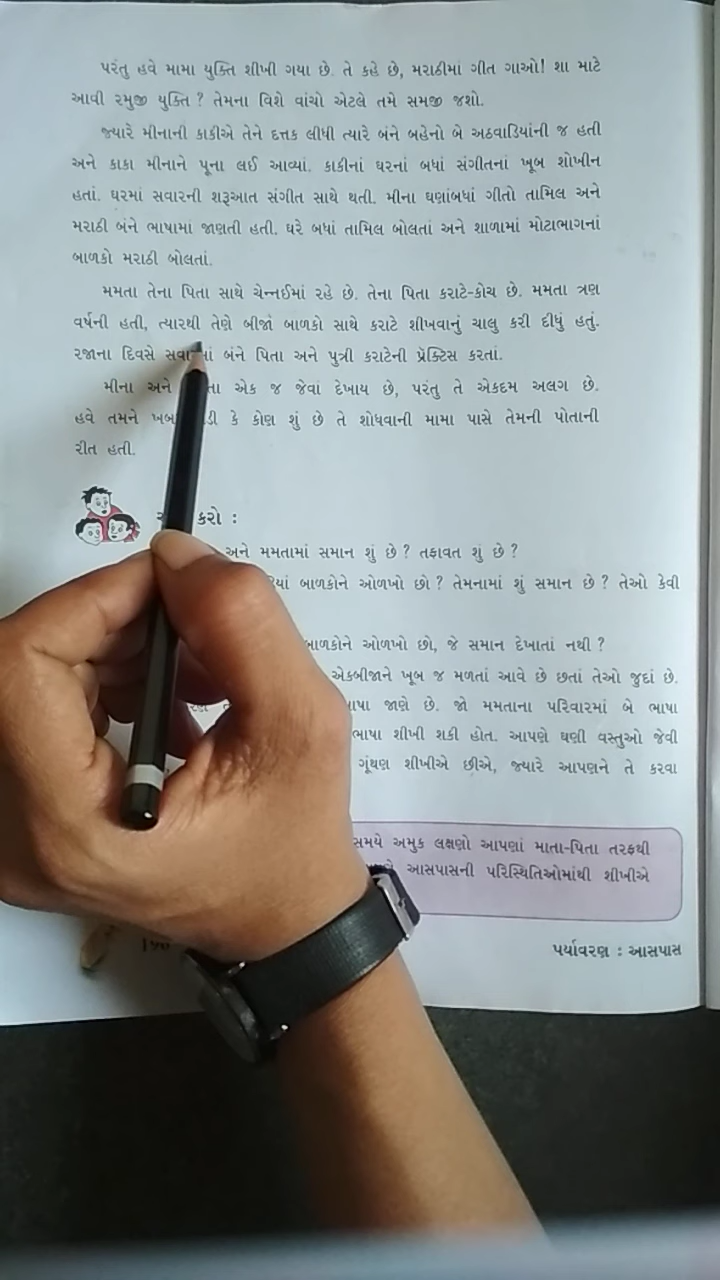 પરંતુ હવે મામા યુક્તિ શીખી ગયા છે. તે કહે છે, મરાઠીમાં ગીત ગાઓ! શા માટે
આવી રમુજી યુક્તિ ? તેમના વિશે વાંચો એટલે તમે સમજી જશો.
જ્યારે મીનાની કાકીએ તેને દત્તક લીધી ત્યારે બંને બહેનો બે અઠવાડિયાંની જ હતી
અને કાકા મીનાને પૂના લઈ આવ્યાં. કાકીનાં ઘરનાં બધાં સંગીતનાં ખૂબ શોખીન
હતાં. ઘરમાં સવારની શરૂઆત સંગીત સાથે થતી. મીના ઘણાંબધાં ગીતો તામિલ અને
મરાઠી બંને ભાષામાં જાણતી હતી. ઘરે બધાં તામિલ બોલતાં અને શાળામાં મોટાભાગનાં
બાળકો મરાઠી બોલતાં.
મમતા તેના પિતા સાથે ચેન્નઈમાં રહે છે. તેના પિતા કરાટે-કોચ છે. મમતા ત્રણ
વર્ષની હતી, ત્યારથી તેણે બીજાં બાળકો સાથે કરાટે શીખવાનું ચાલુ કરી દીધું હતું.
રજાના દિવસે બંને પિતા અને પુત્રી કરાટેની પ્રૅક્ટિસ કરતાં.
મીના અને એક જ જેવાં દેખાય છે, પરંતુ તે એકદમ અલગ છે.
હવે તમને કે કોણ શું છે તે શોધવાની મામા પાસે તેમની પોતાની
રીત હતી.
કરો :
અને મમતામાં સમાન શું છે ? તફાવત શું છે ?
બાળકોને ઓળખો છો ? તેમનામાં શું સમાન છે ? તેઓ કેવી
બાળકોને ઓળખો છો, જે સમાન દેખાતાં નથી ?
એકબીજાને ખૂબ જ મળતાં આવે છે છતાં તેઓ જુદાં છે.
જાણે છે. જો મમતાના પરિવારમાં બે ભાષા
ભાષા શીખી શકી હોત. આપણે ઘણી વસ્તુઓ જેવી
ગૂંથણ શીખીએ છીએ, જ્યારે આપણને તે કરવા
સમયે અમુક લક્ષણો આપણાં માતા-પિતા તરફથી
આસપાસની પરિસ્થિતિઓમાંથી શીખીએ
પર્યાવરણ : આસપાસ